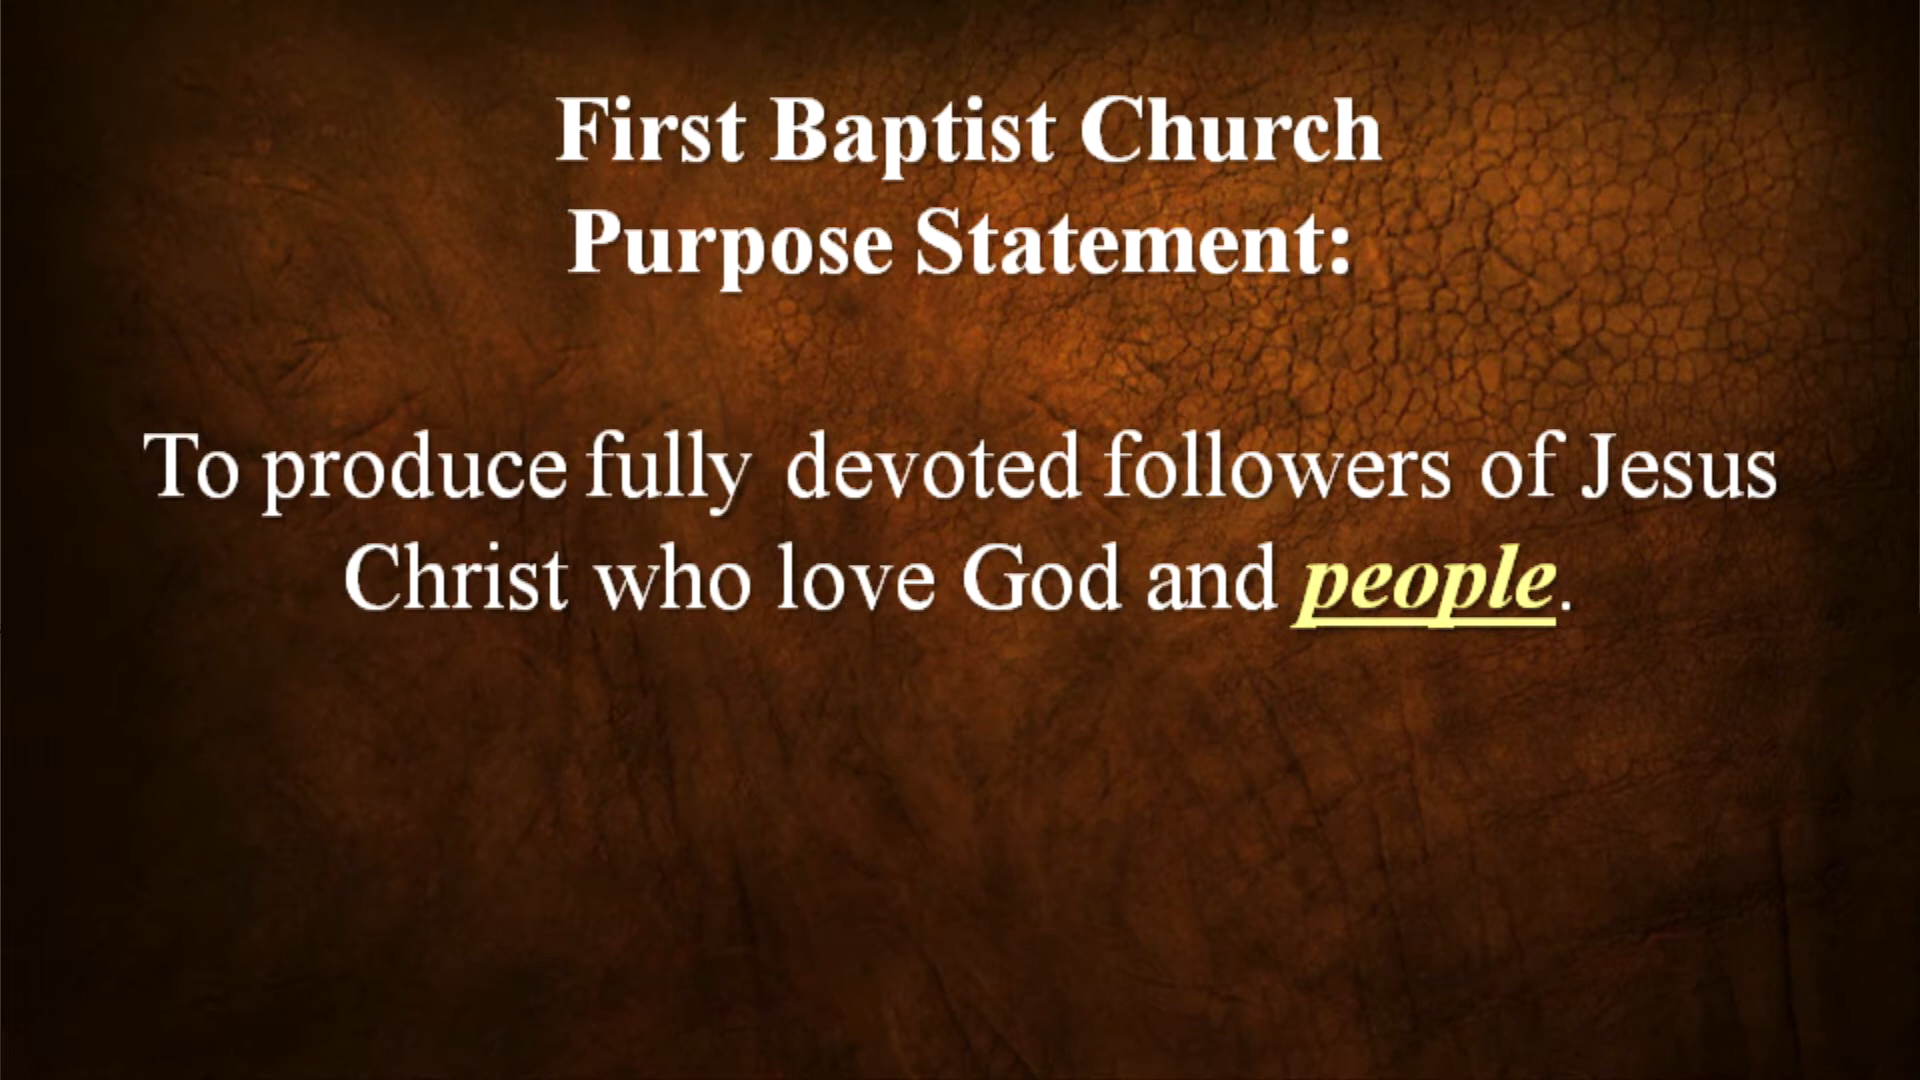 First Baptist Church
Purpose Statement:
To produce fully devoted followers of Jesus
Christ who love God and people.